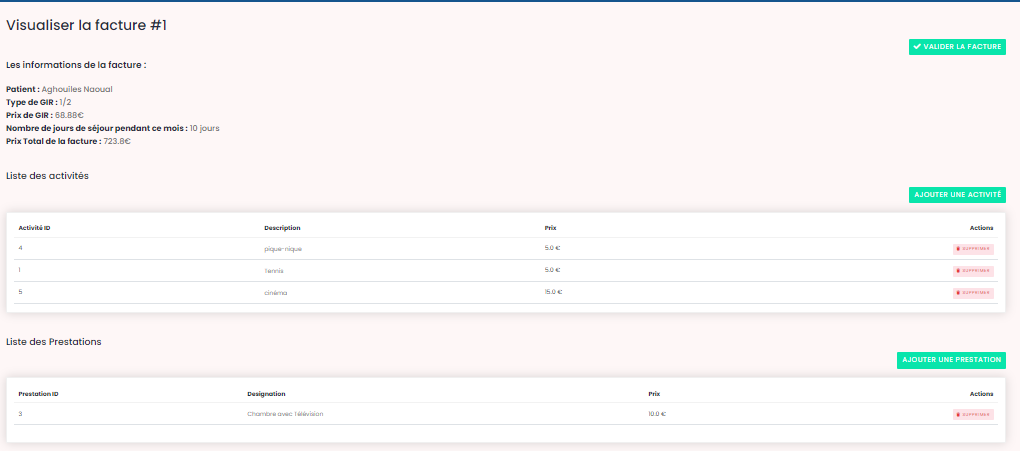 Visualiser la facture #1
VALIDER LA FACTURE
Les informations de la facture :
Patient : Aghouiles Naoual
Type de GIR : 1/2
Prix de GIR : 68.88€
Nombre de jours de séjour pendant ce mois : 10 jours
Prix Total de la facture : 723.8€
Liste des activités
AJOUTER UNE ACTIVITÉ
Activité ID Description Prix Actions
4 pique-nique 5.0 € SUPPRIMER
1 Tennis 5.0 € SUPPRIMER
5 cinéma 15.0 € SUPPRIMER
Liste des Prestations
AJOUTER UNE PRESTATION
Prestation ID Designation Prix Actions
3 Chambre avec Télévision 10.0 € SUPPRIMER